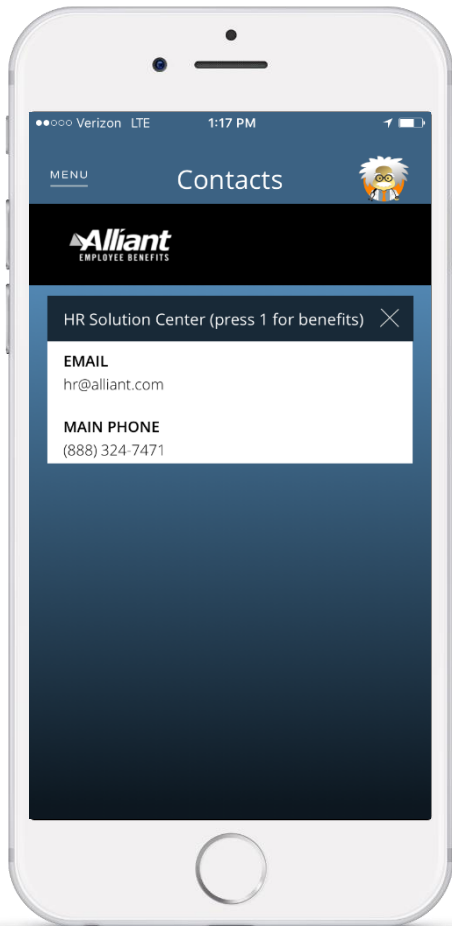 Verizon LTE 1:17 PM
MENU
Contacts
Alliant
EMPLOYEE BENEFITS
HR Solution Center (press 1 for benefits)
EMAIL
hr@alliant.com
MAIN PHONE
(888) 324-7471